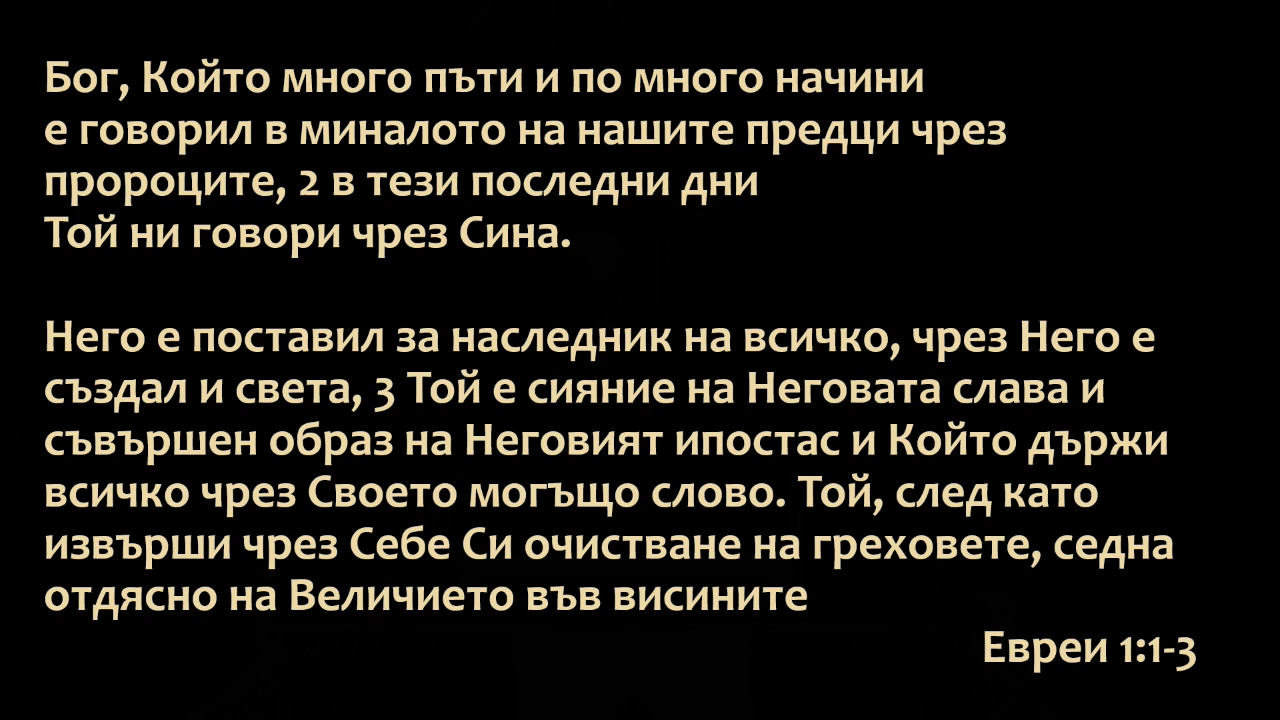 Бог, Който много пъти и по много начини
е говорил в миналото на нашите предци чрез
пророците, 2 в тези последни дни
Той ни говори чрез Сина.
Него е поставил за наследник на всичко, чрез Него е
създал и света, 3 Той е сияние на Неговата слава и
съвършен образ на Неговият ипостас и Който държи
всичко чрез Своето могъщо слово. Той, след като
извърши чрез Себе Си очистване на греховете, седна
отдясно на Величието във висините
Евреи 1:1-3